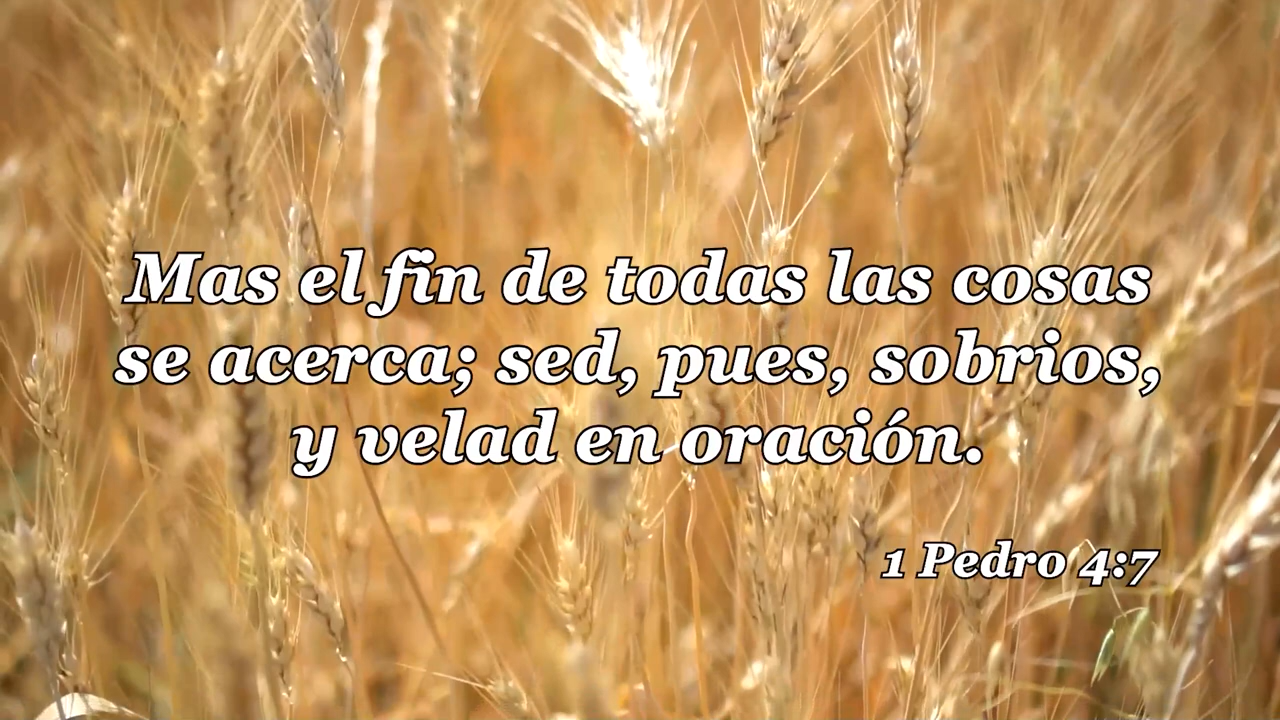 Mas el fin de todas las cosas
se acerca; sed, pues, sobrios,
y velad en oración.
1 Pedro 4:7